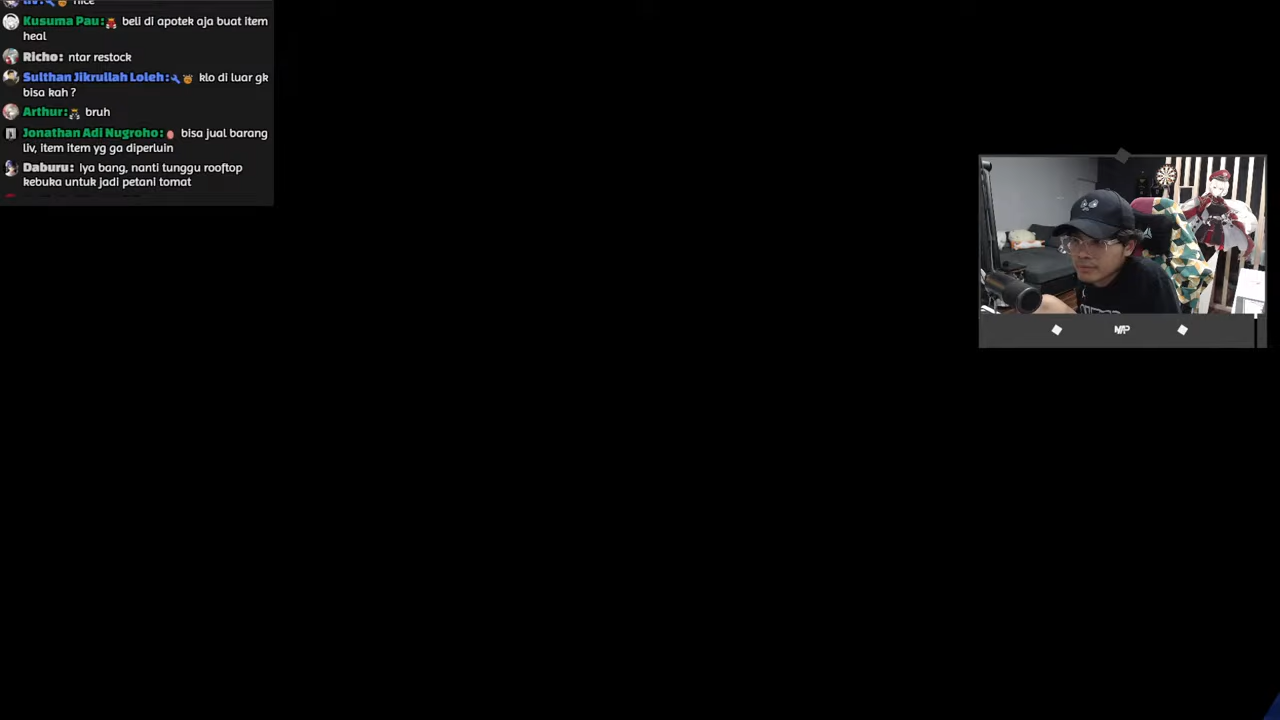 liv: nice
Kusuma Pau: beli di apotek aja buat item
heal
Richo: ntar restock
Sulthan Jikrullah Loleh: klo di luar gk
bisa kah ?
Arthur: bruh
Jonathan Adi Nugroho: bisa jual barang
liv, item item yg ga diperluin
Daburu: Iya bang, nanti tunggu rooftop
kebuka untuk jadi petani tomat